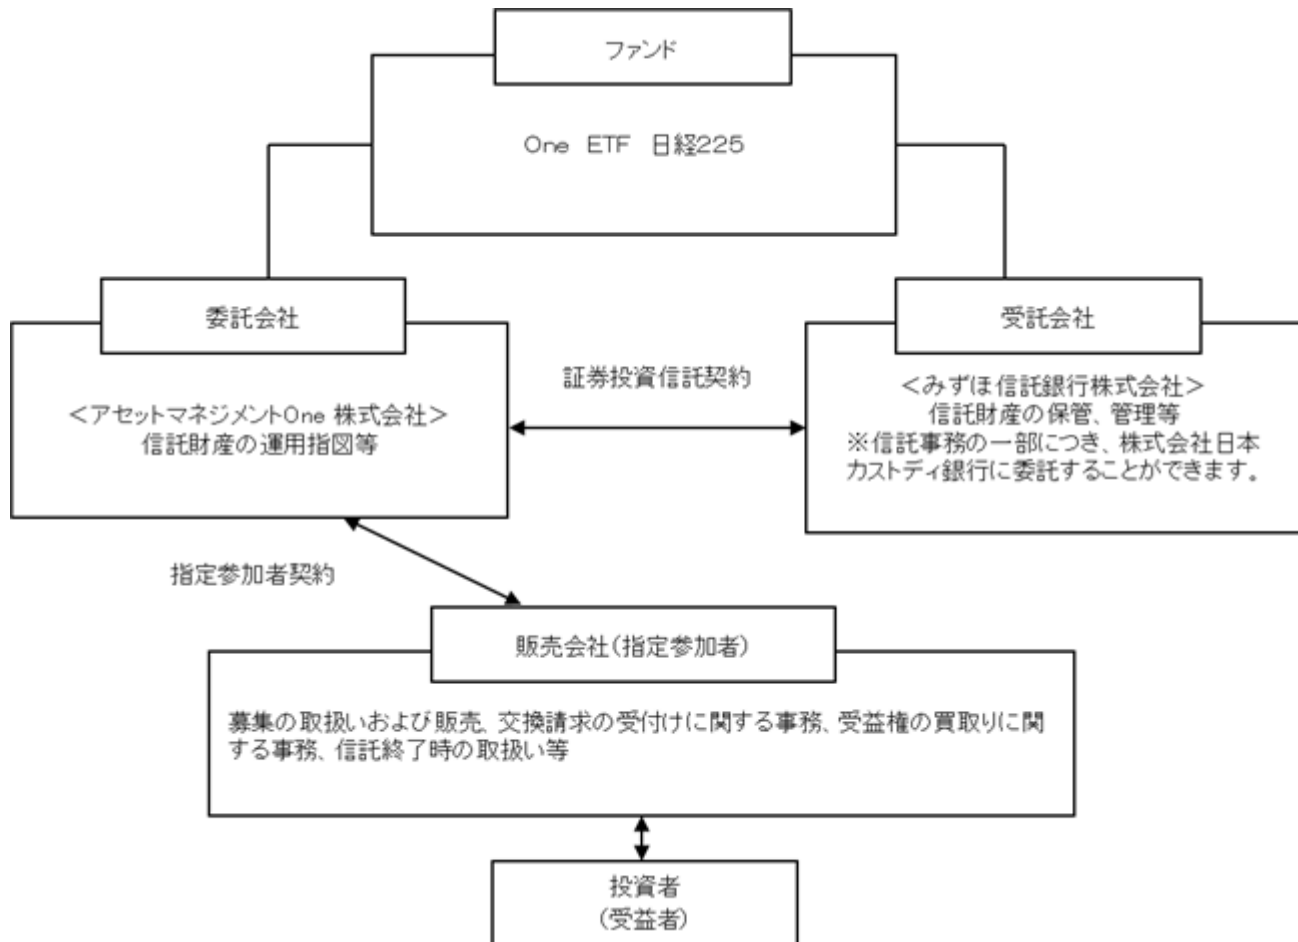 ファンド
One ETF 日経225
委託会社
<アセットマネジメントOne 株式会社>
信託財産の運用指図等
証券投資信託契約
受託会社
<みずほ信託銀行株式会社>
信託財産の保管、管理等
※信託事務の一部につき、株式会社日本
カストディ銀行に委託することができます。
指定参加者契約
販売会社(指定参加者)
募集の取扱いおよび販売、交換請求の受付けに関する事務、受益権の買取りに関
する事務、信託終了時の取扱い等
投資者
(受益者)